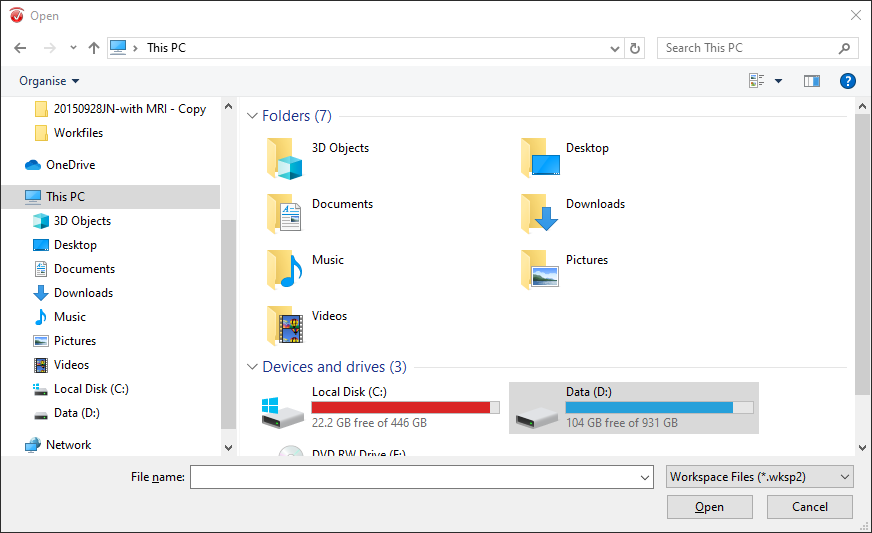 Open
This PC
Search This PC
Organise
?
20150928JN-with MRI - Copy
Workfiles
OneDrive
This PC
3D Objects
Desktop
Documents
Downloads
Music
Pictures
Videos
Local Disk (C:)
Data (D:)
Network
Folders (7)
3D Objects
Desktop
Documents
Downloads
Music
Pictures
Videos
Devices and drives (3)
Local Disk (C:)
22.2 GB free of 446 GB
Data (D:)
104 GB free of 931 GB
DVD RW Drive (E:)
File name:
Workspace Files (*.wksp2)
Open
Cancel